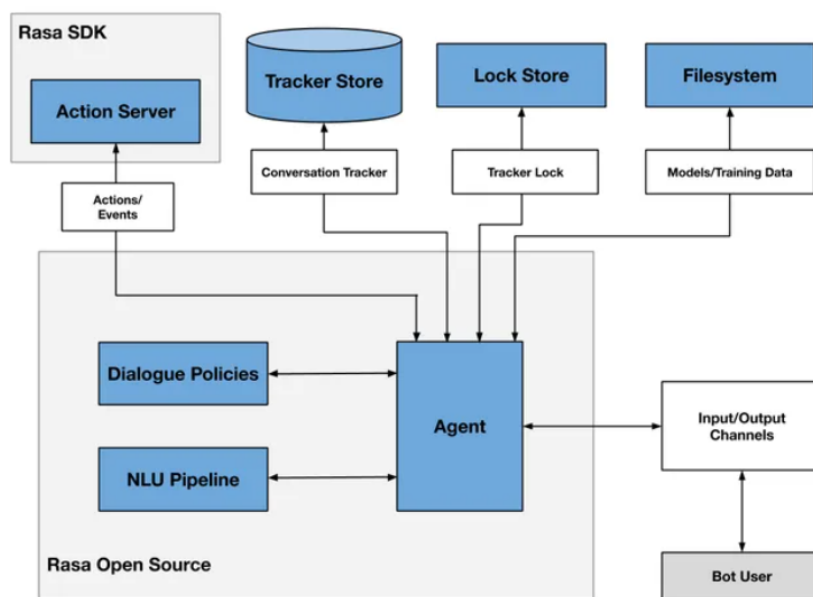 Rasa SDK
Action Server
Tracker Store
Lock Store
Filesystem
Conversation Tracker
Tracker Lock
Models/Training Data
Actions/
Events
Dialogue Policies
Agent
NLU Pipeline
Input/Output
Channels
Rasa Open Source
Bot User